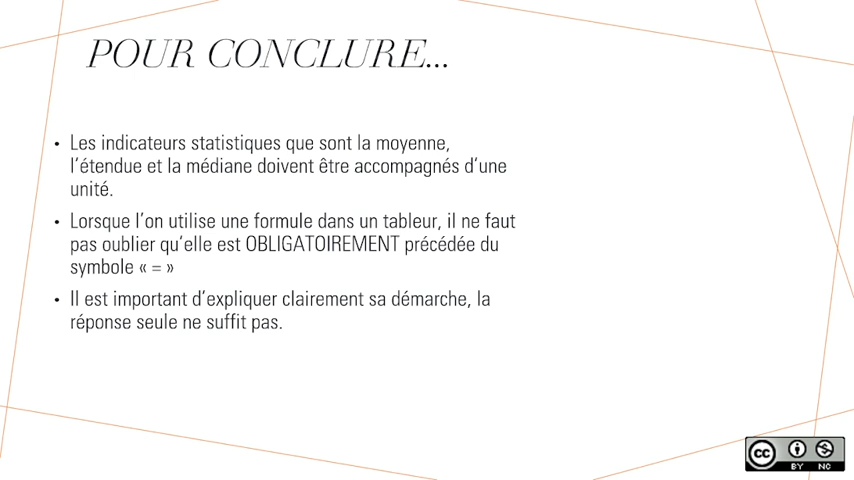 POUR CONCLURE...
• Les indicateurs statistiques que sont la moyenne,
l’étendue et la médiane doivent être accompagnés d’une
unité.
• Lorsque l’on utilise une formule dans un tableur, il ne faut
pas oublier qu’elle est OBLIGATOIREMENT précédée du
symbole « = »
• Il est important d’expliquer clairement sa démarche, la
réponse seule ne suffit pas.
cc
BY NC